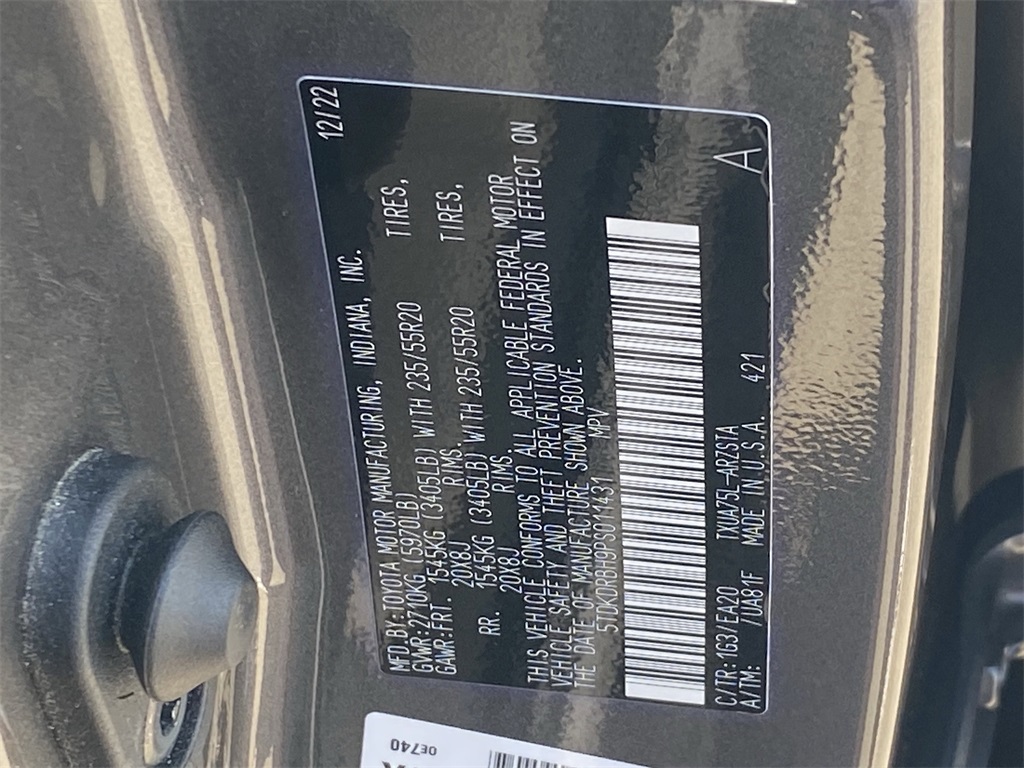 12/22
MFD.BY:TOYOTA MOTOR MANUFACTURING, INDIANA, INC.
GVWR:2710KG (5970LB)
GAWR:FRT. 1545KG (3405LB) WITH 235/55R20 TIRES,
20X8J RIMS.
RR. 1545KG (3405LB) WITH 235/55R20 TIRES,
20X8J RIMS.
THIS VEHICLE CONFORMS TO ALL APPLICABLE FEDERAL MOTOR
VEHICLE SAFETY AND THEFT PREVENTION STANDARDS IN EFFECT ON
THE DATE OF MANUFACTURE SHOWN ABOVE.
5TDKDRBH9PS011431 MPV
C/TR:1G3/EA20 TXUA75L-ARZSTA A
A/TM: /UA81F MADE IN U.S.A. 421
0E740